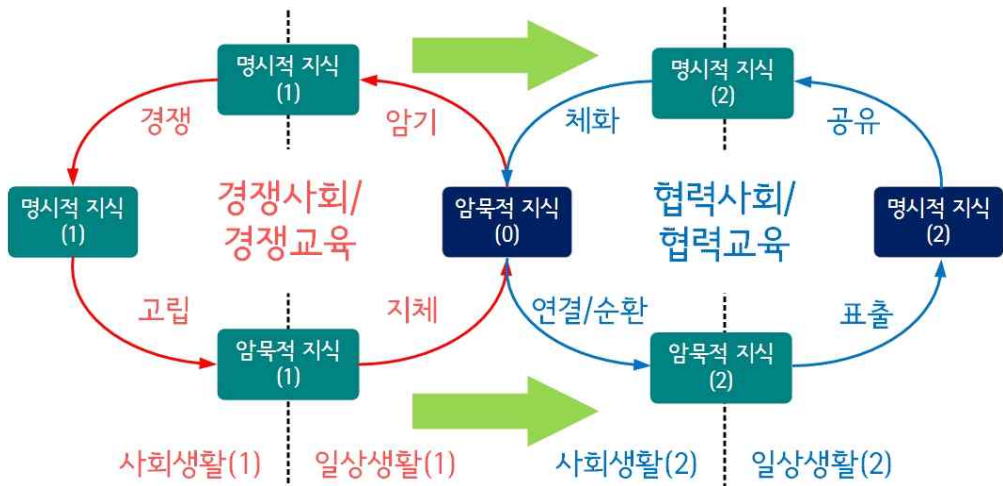 명시적 지식
(1)
명시적 지식
(2)
경쟁
암기
체화
공유
명시적 지식
(1)
경쟁사회/
경쟁교육
암묵적 지식
(0)
협력사회/
협력교육
명시적 지식
(2)
고립
지체
연결/순환
표출
암묵적 지식
(1)
암묵적 지식
(2)
사회생활(1)
일상생활(1)
사회생활(2)
일상생활(2)